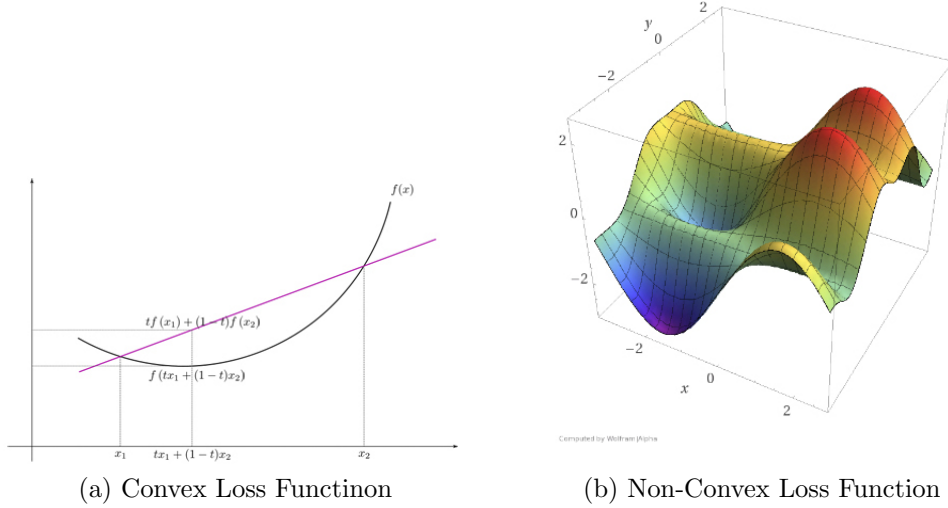 f(x)
tf(x₁) + (1 − t)f(x₂)
f(tx₁ + (1 − t)x₂)
x₁ tx₁ + (1 − t)x₂ x₂
(a) Convex Loss Functinon
y
2
0
−2
2
0
−2
−2
0
2
x
Computed by Wolfram|Alpha
(b) Non-Convex Loss Function